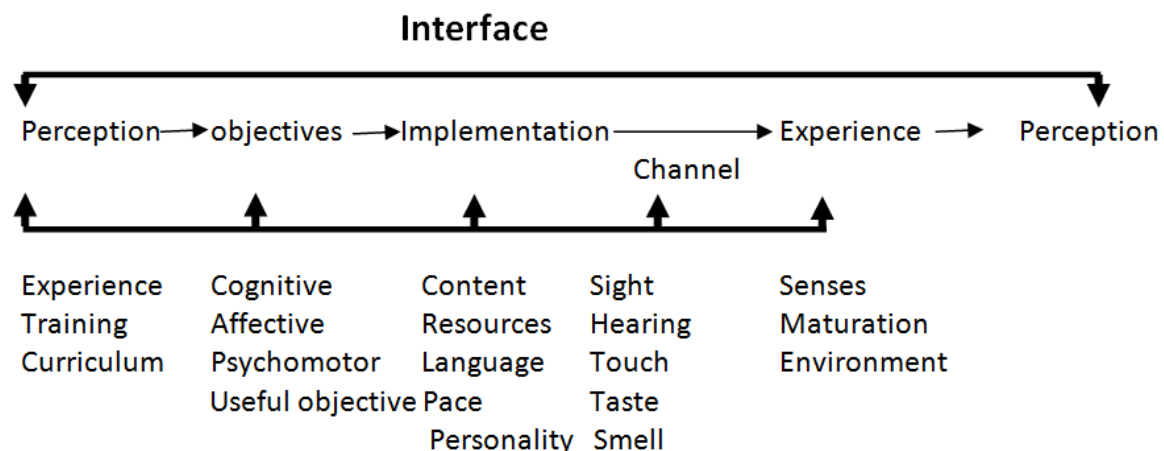 Interface
Perception objectives Implementation Experience Perception
Channel
Experience Cognitive Content Sight Senses
Training Affective Resources Hearing Maturation
Curriculum Psychomotor Language Touch Environment
Useful objective Pace Taste
Personality Smell